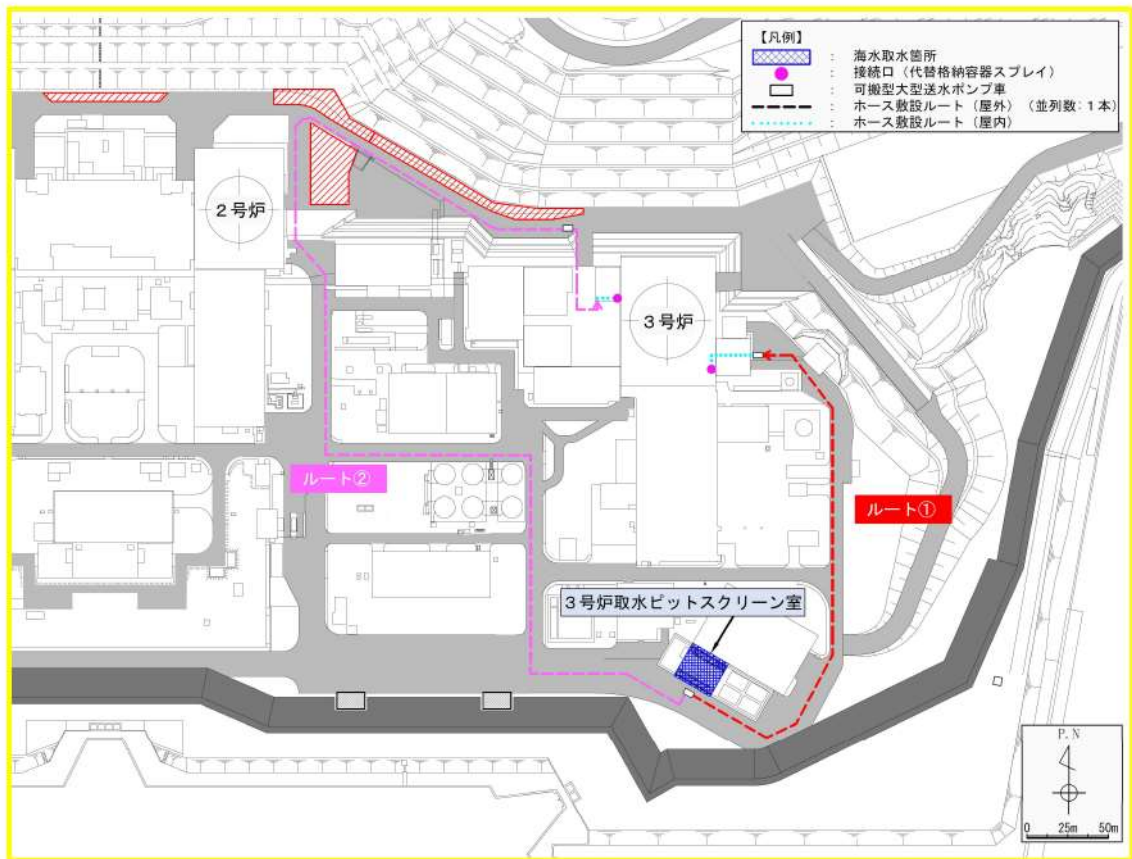 【凡例】
： 海水取水箇所
： 接続口（代替格納容器スプレイ）
： 可搬型大型送水ポンプ車
： ホース敷設ルート（屋外）（並列数：1本）
： ホース敷設ルート（屋内）
2号炉
3号炉
ルート②
ルート①
3号炉取水ピットスクリーン室
P.N
0 25m 50m